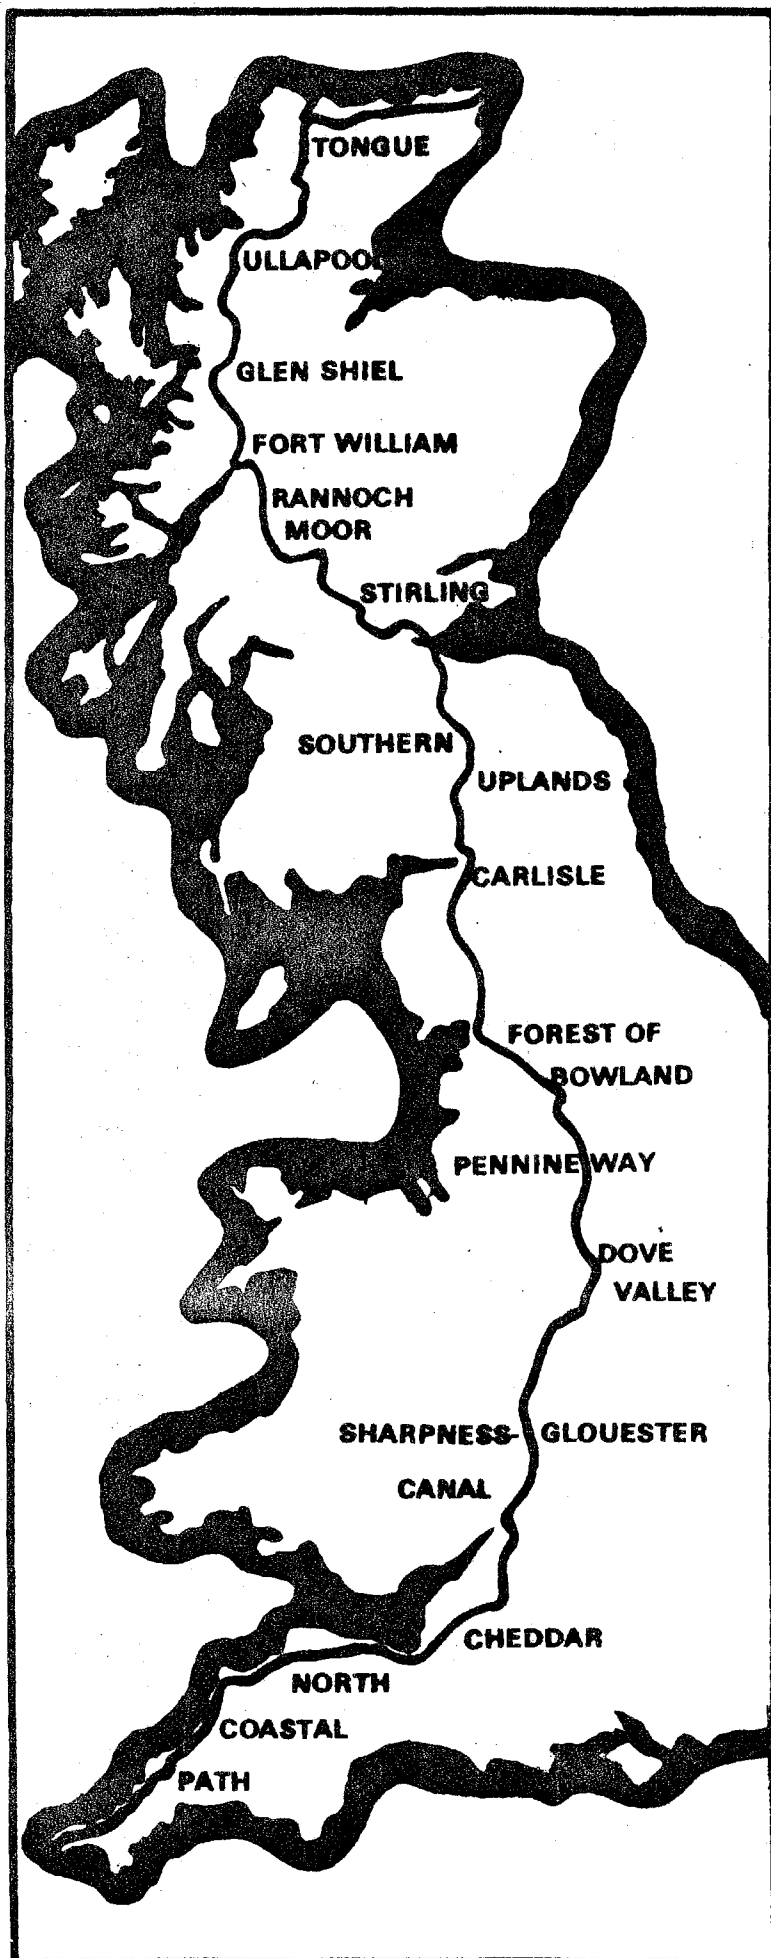 TONGUE
ULLAPOOL
GLEN SHIEL
FORT WILLIAM
RANNOCH
MOOR
STIRLING
SOUTHERN
UPLANDS
CARLISLE
FOREST OF
BOWLAND
PENNINE WAY
DOVE
VALLEY
SHARPNESS- GLOUESTER
CANAL
CHEDDAR
NORTH
COASTAL
PATH